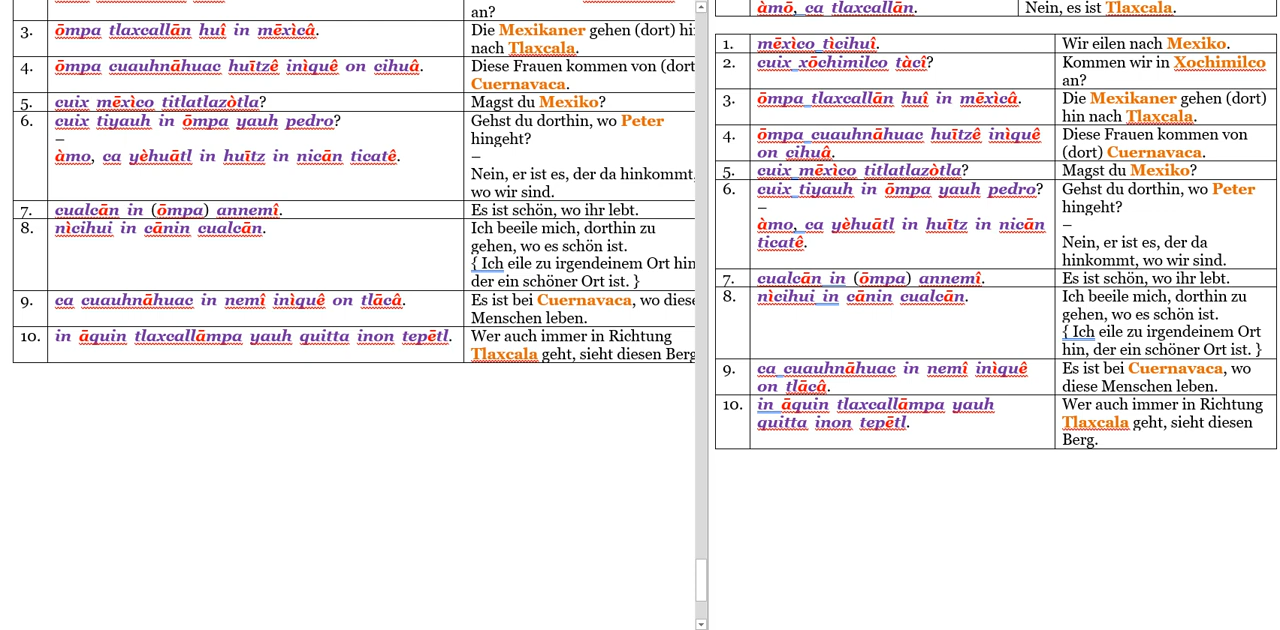 an?
3. ōmpa tlaxcallān huî in mēxìcâ. Die Mexikaner gehen (dort) hi
nach Tlaxcala.
4. ōmpa cuauhnāhuac huītzê inìquê on cihuâ. Diese Frauen kommen von (dort
Cuernavaca.
5. cuix mēxìco titlatlazòtla? Magst du Mexiko?
6. cuix tiyauh in ōmpa yauh pedro? Gehst du dorthin, wo Peter
hingeht?
– –
àmo, ca yèhuātl in huītz in nicān ticatê. Nein, er ist es, der da hinkommt,
wo wir sind.
7. cualcān in (ōmpa) annemî. Es ist schön, wo ihr lebt.
8. nìcihui in cānin cualcān. Ich beeile mich, dorthin zu
gehen, wo es schön ist.
{ Ich eile zu irgendeinem Ort hin
der ein schöner Ort ist. }
9. ca cuauhnāhuac in nemî inìquê on tlācâ. Es ist bei Cuernavaca, wo diese
Menschen leben.
10. in āquin tlaxcallāmpa yauh quitta inon tepētl. Wer auch immer in Richtung
Tlaxcala geht, sieht diesen Berg
àmō, ca tlaxcallān. Nein, es ist Tlaxcala.
1. mēxìco tìcihuî. Wir eilen nach Mexiko.
2. cuix xōchimilco tàcî? Kommen wir in Xochimilco
an?
3. ōmpa tlaxcallān huî in mēxìcâ. Die Mexikaner gehen (dort)
hin nach Tlaxcala.
4. ōmpa cuauhnāhuac huītzê inìquê Diese Frauen kommen von
on cihuâ. (dort) Cuernavaca.
5. cuix mēxìco titlatlazòtla? Magst du Mexiko?
6. cuix tiyauh in ōmpa yauh pedro? Gehst du dorthin, wo Peter
– hingeht?
àmo, ca yèhuātl in huītz in nicān –
ticatê. Nein, er ist es, der da
hinkommt, wo wir sind.
7. cualcān in (ōmpa) annemî. Es ist schön, wo ihr lebt.
8. nìcihui in cānin cualcān. Ich beeile mich, dorthin zu
gehen, wo es schön ist.
{ Ich eile zu irgendeinem Ort
hin, der ein schöner Ort ist. }
9. ca cuauhnāhuac in nemî inìquê Es ist bei Cuernavaca, wo
on tlācâ. diese Menschen leben.
10. in āquin tlaxcallāmpa yauh Wer auch immer in Richtung
quitta inon tepētl. Tlaxcala geht, sieht diesen
Berg.